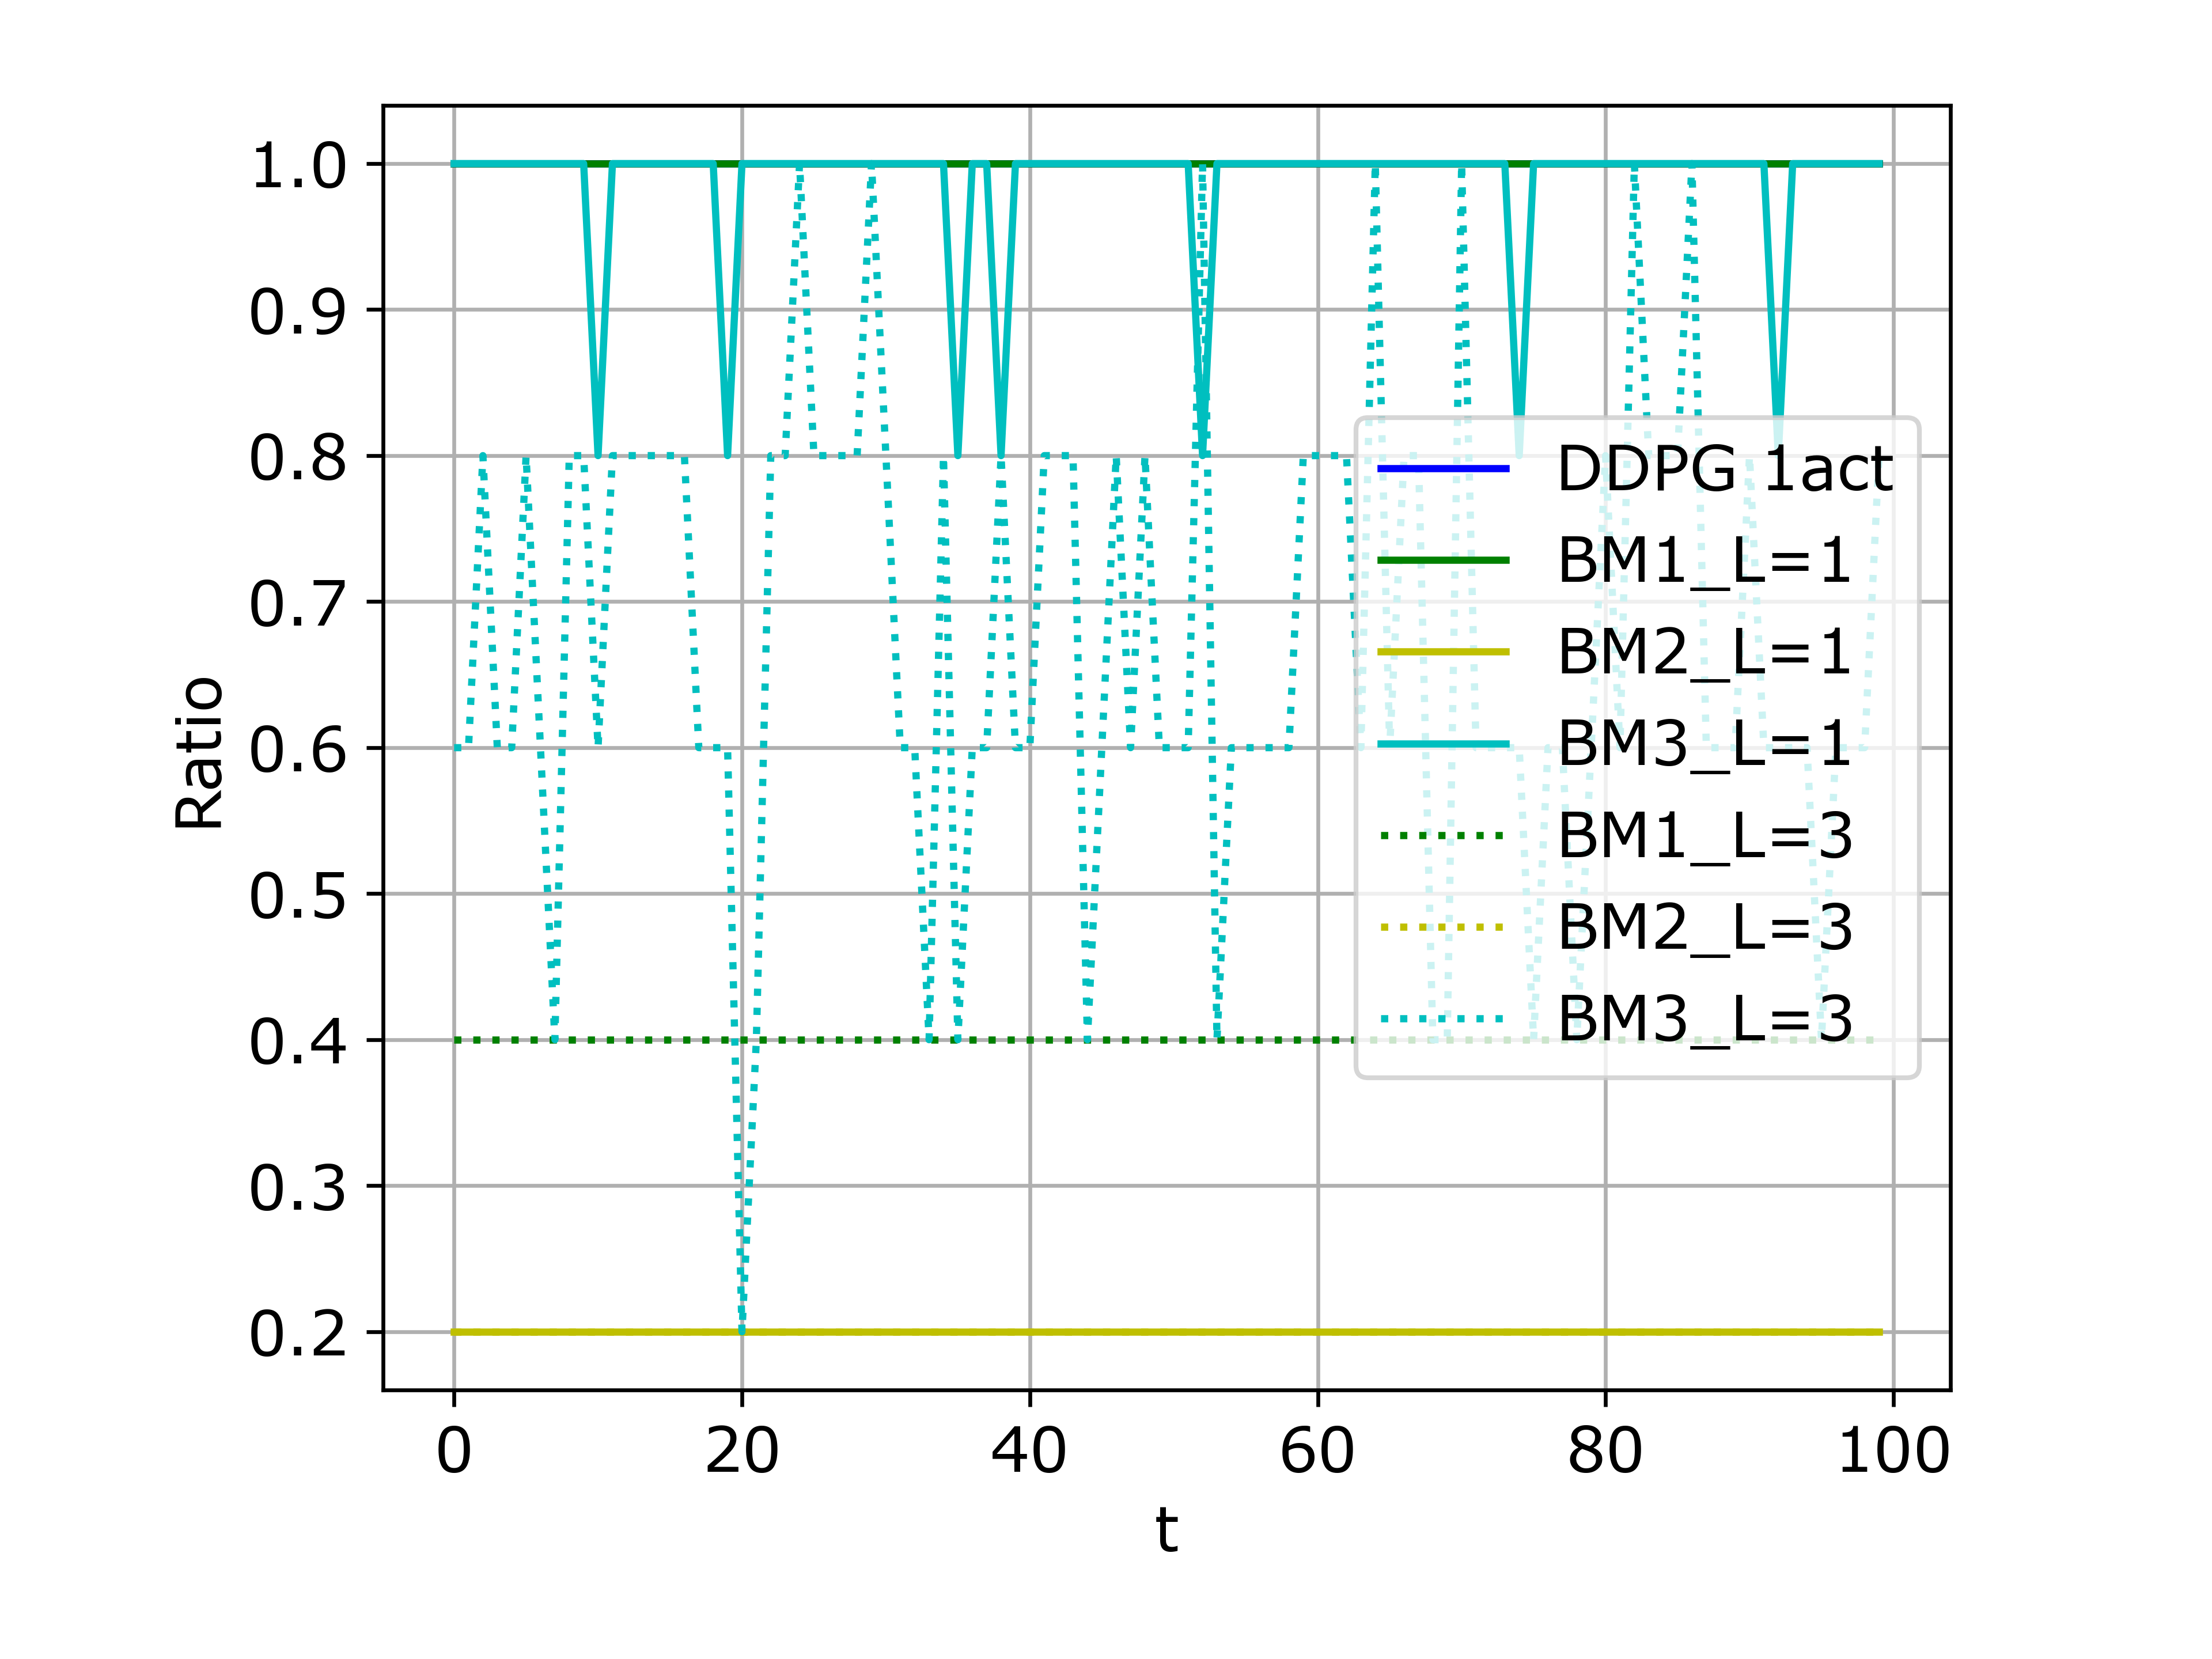 1.0
0.9
0.8
0.7
0.6
0.5
0.4
0.3
0.2
Ratio
0 20 40 60 80 100
t
DDPG 1act
BM1_L=1
BM2_L=1
BM3_L=1
BM1_L=3
BM2_L=3
BM3_L=3